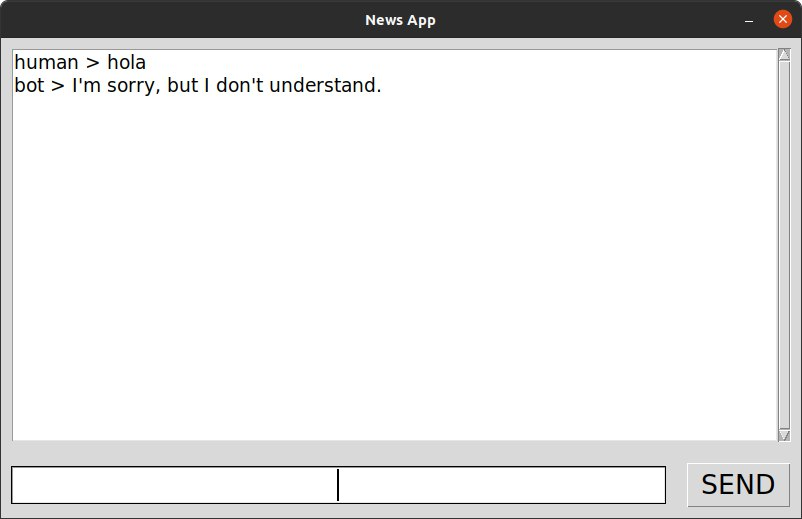 News App
human > hola
bot > I'm sorry, but I don't understand.
SEND